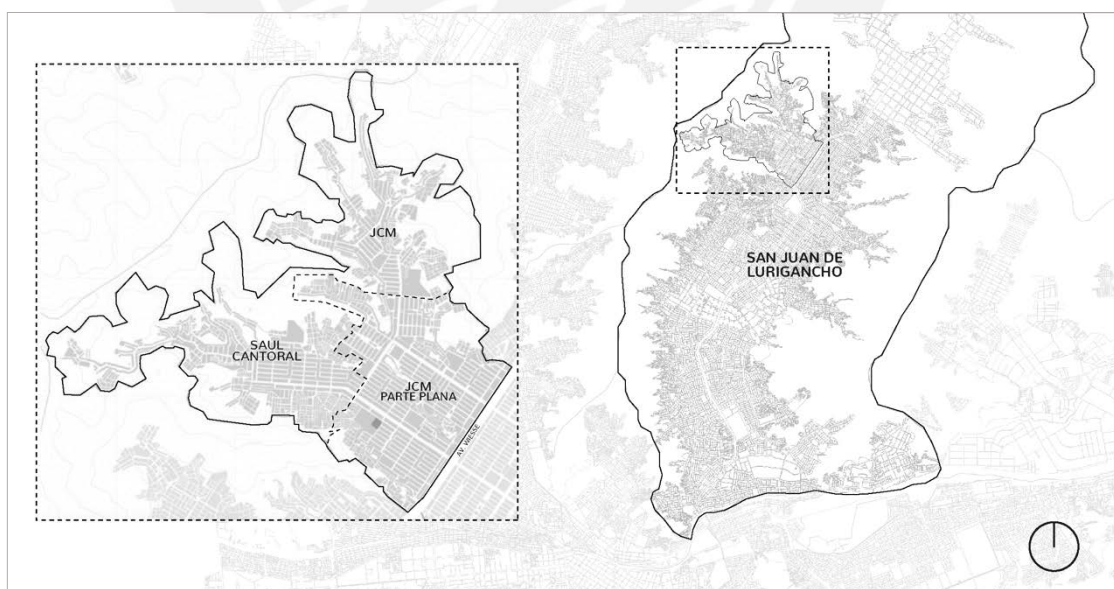 JCM
SAUL
CANTORAL
JCM
PARTE PLANA
AV. WIESSE
SAN JUAN DE
LURIGANCHO